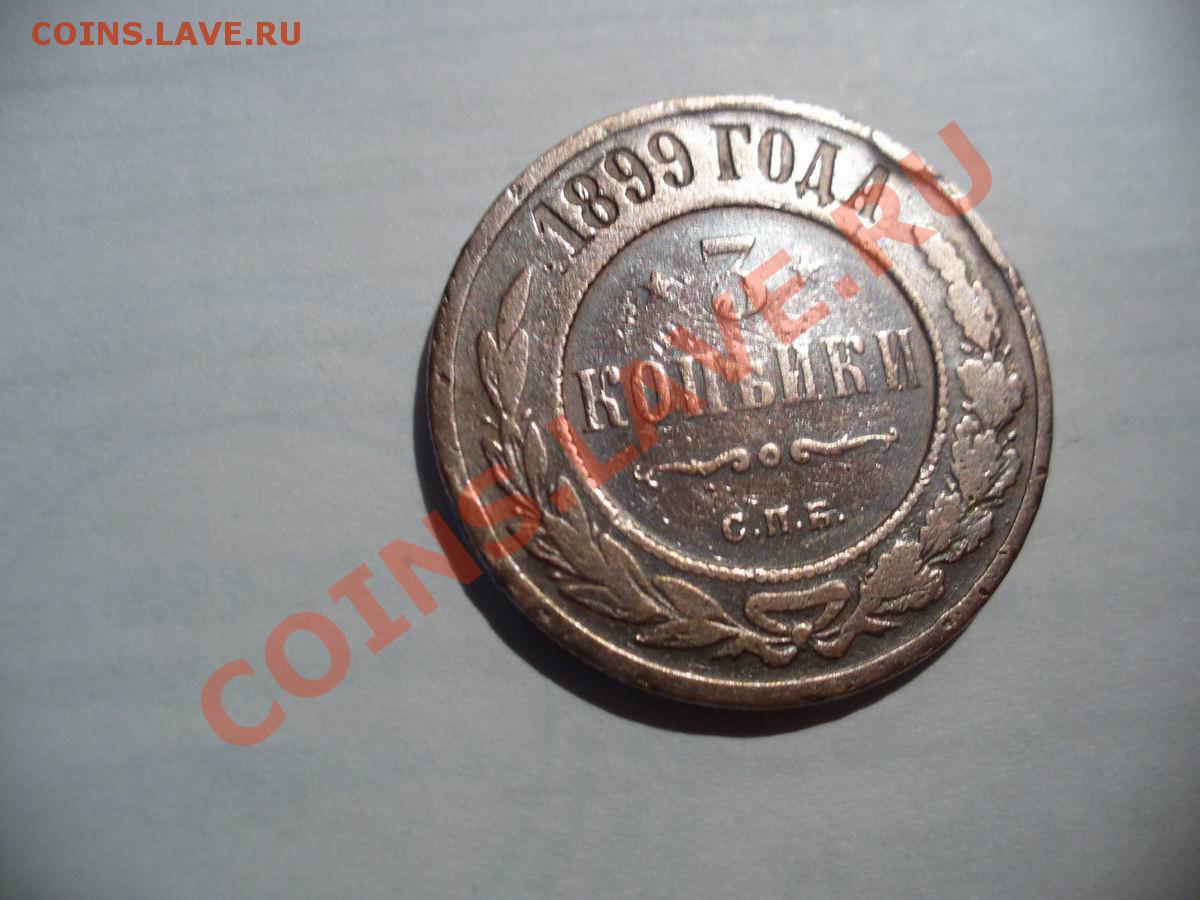 COINS.LAVE.RU
1899 ГОДА
3
КОПѢЙКИ
С.П.Б.
COINS.LAVE.RU